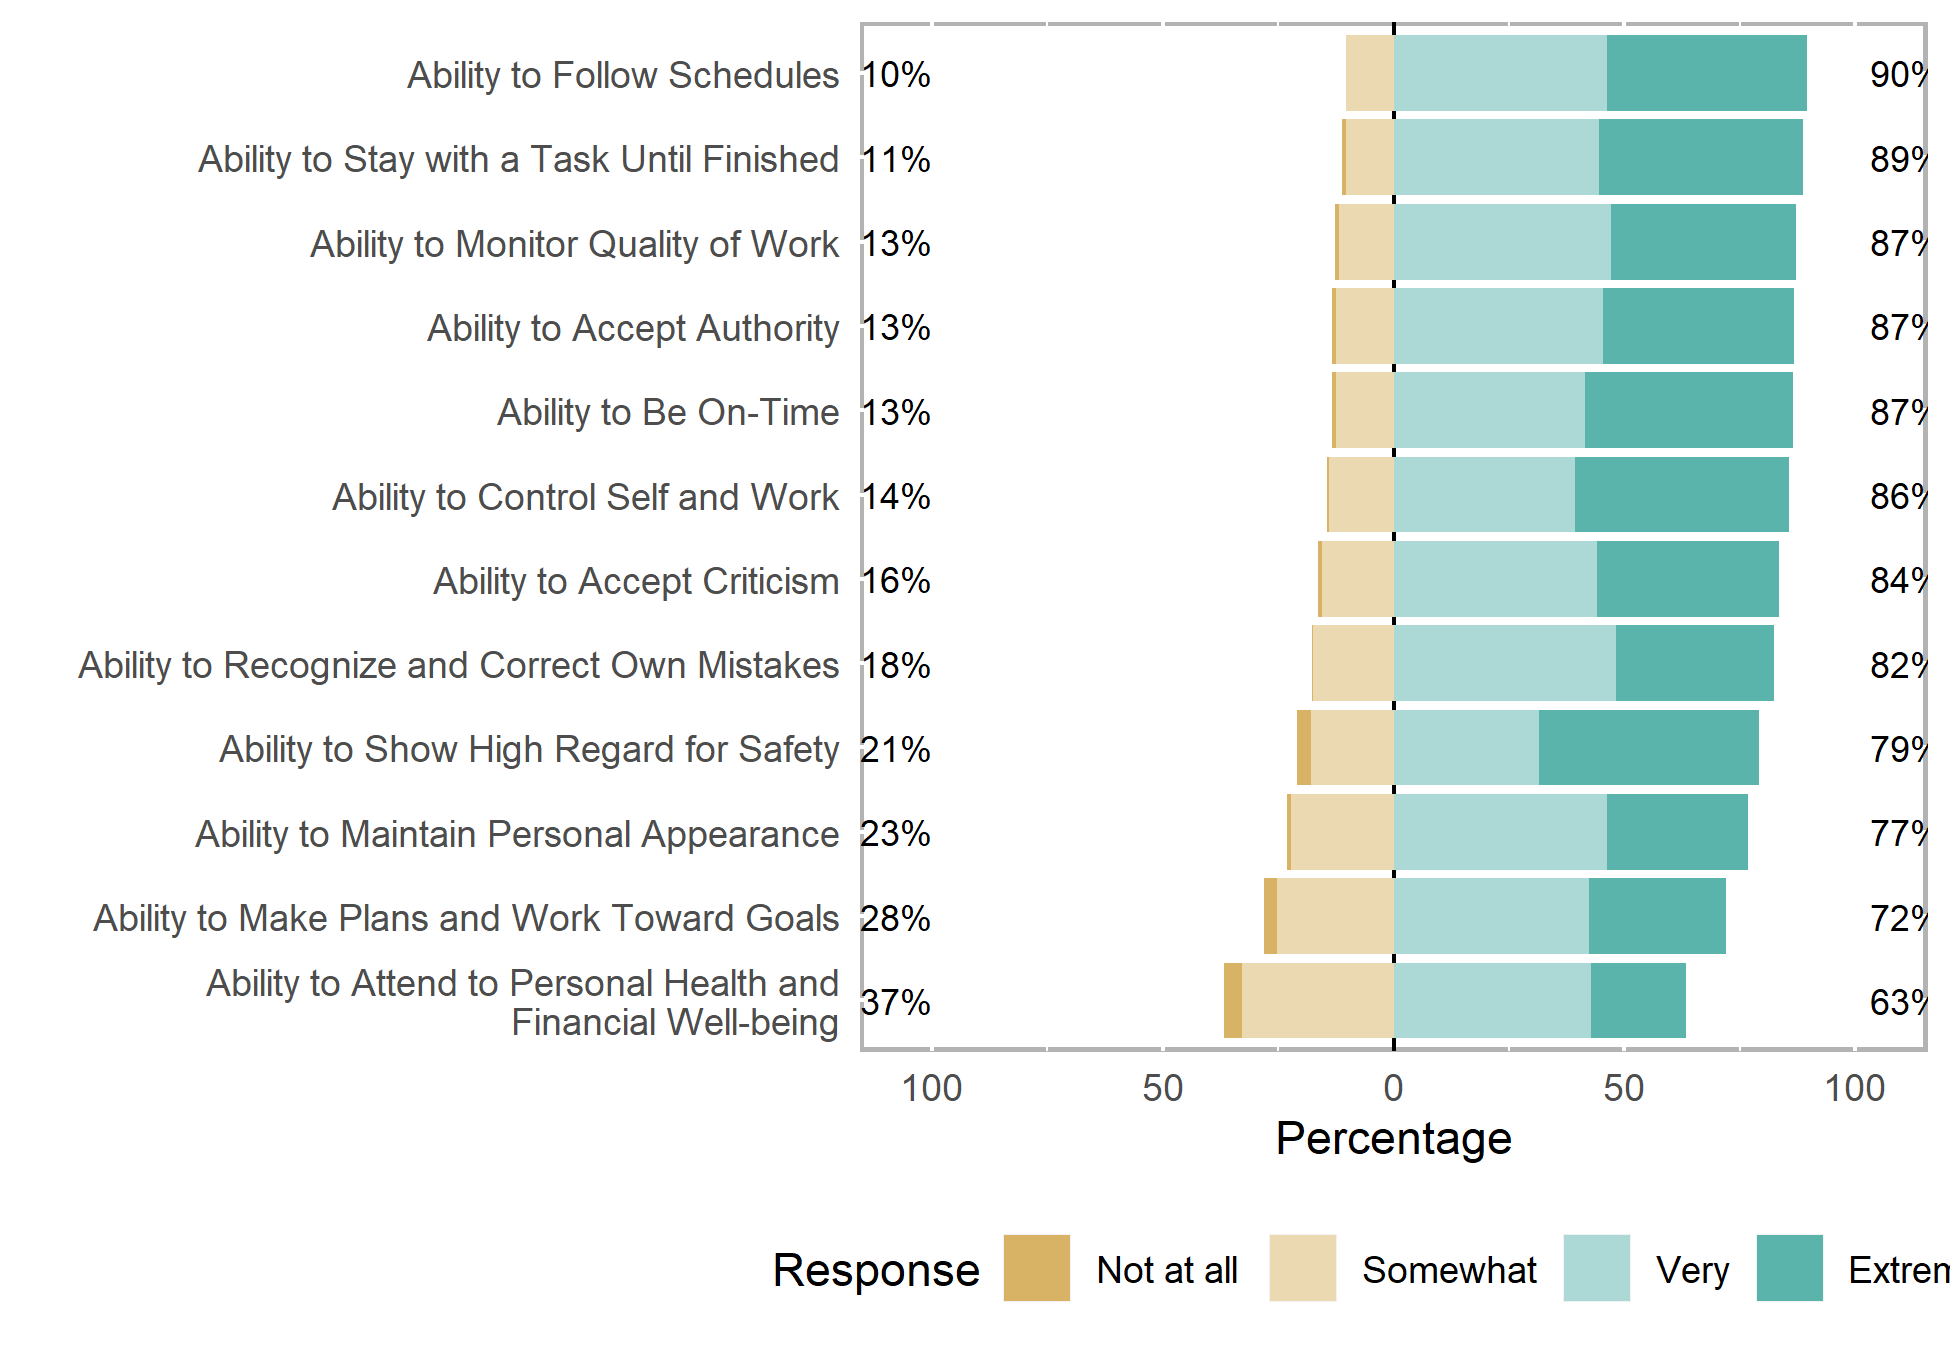 Ability to Follow Schedules 10% 90%
Ability to Stay with a Task Until Finished 11% 89%
Ability to Monitor Quality of Work 13% 87%
Ability to Accept Authority 13% 87%
Ability to Be On-Time 13% 87%
Ability to Control Self and Work 14% 86%
Ability to Accept Criticism 16% 84%
Ability to Recognize and Correct Own Mistakes 18% 82%
Ability to Show High Regard for Safety 21% 79%
Ability to Maintain Personal Appearance 23% 77%
Ability to Make Plans and Work Toward Goals 28% 72%
Ability to Attend to Personal Health and
Financial Well-being 37% 63%
100 50 0 50 100
Percentage
Response Not at all Somewhat Very Extrem